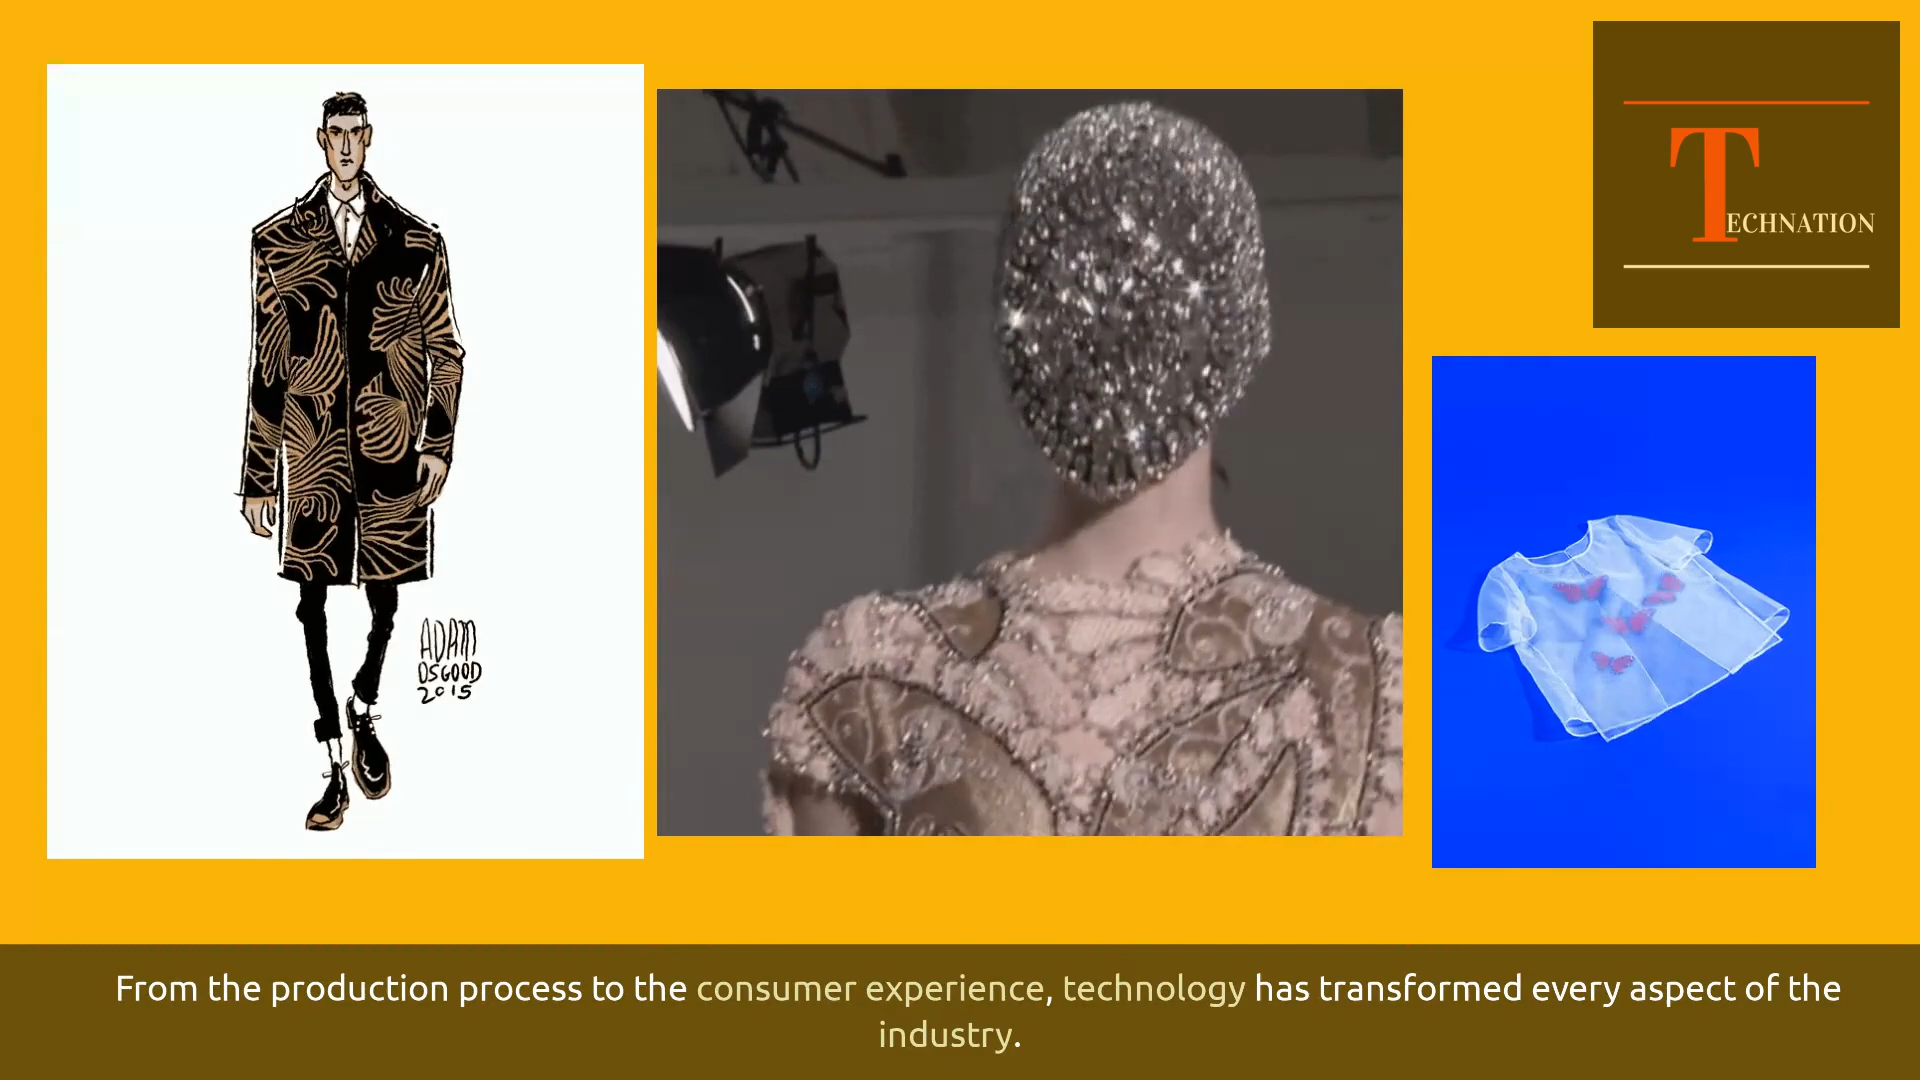 TECHNATION
ADAM
OSGOOD
2015
From the production process to the consumer experience, technology has transformed every aspect of the
industry.